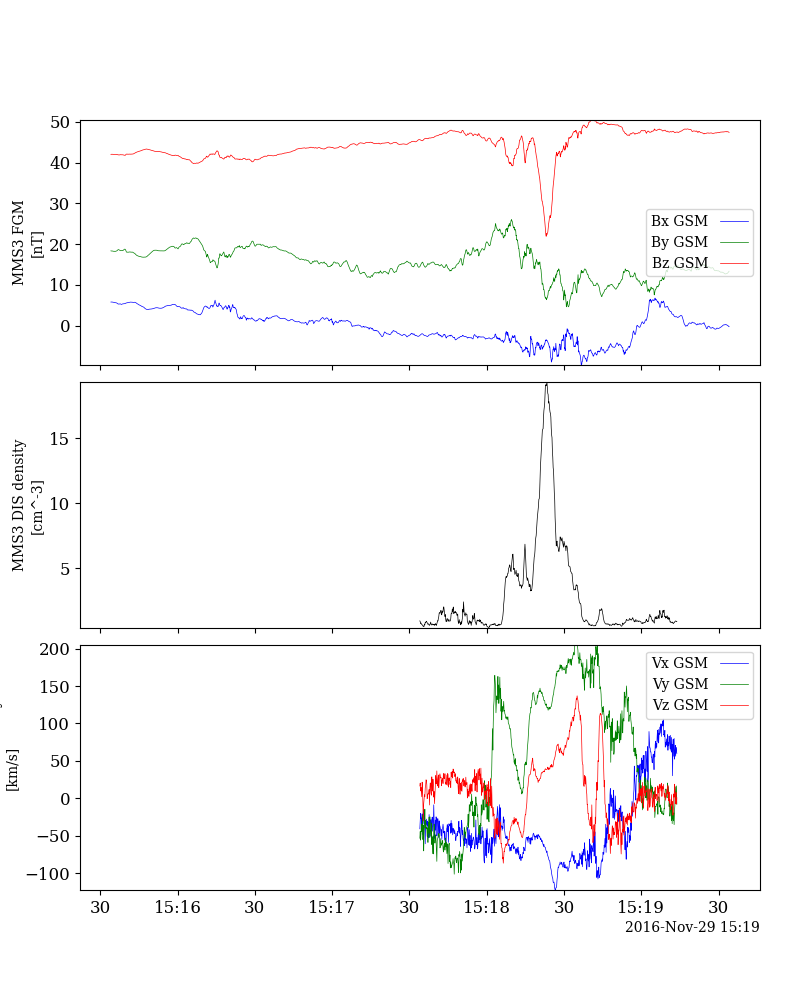 50
40
30
20
10
0
MMS3 FGM
[nT]
Bx GSM
By GSM
Bz GSM
15
10
5
MMS3 DIS density
[cm^-3]
200
150
100
50
0
−50
−100
[km/s]
Vx GSM
Vy GSM
Vz GSM
30 15:16 30 15:17 30 15:18 30 15:19 30
2016-Nov-29 15:19